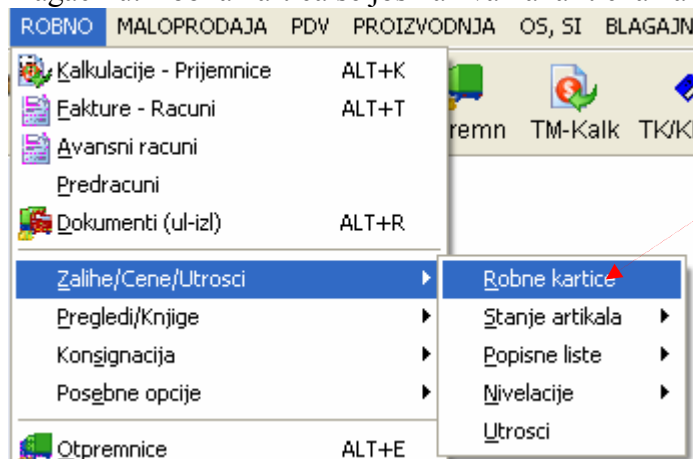 ROBNO MALOPRODAJA PDV PROIZVODNJA OS, SI BLAGAJN
Kalkulacije - Prijemnice ALT+K
Fakture - Racuni ALT+T
remn TM-Kalk TK/K
Avansni racuni
Predracuni
Dokumenti (ul-izl) ALT+R
Zalihe/Cene/Utrosci Robne kartice
Pregledi/Knjige Stanje artikala
Konsignacija Popisne liste
Posebne opcije Nivelacije
Utrosci
Otpremnice ALT+E